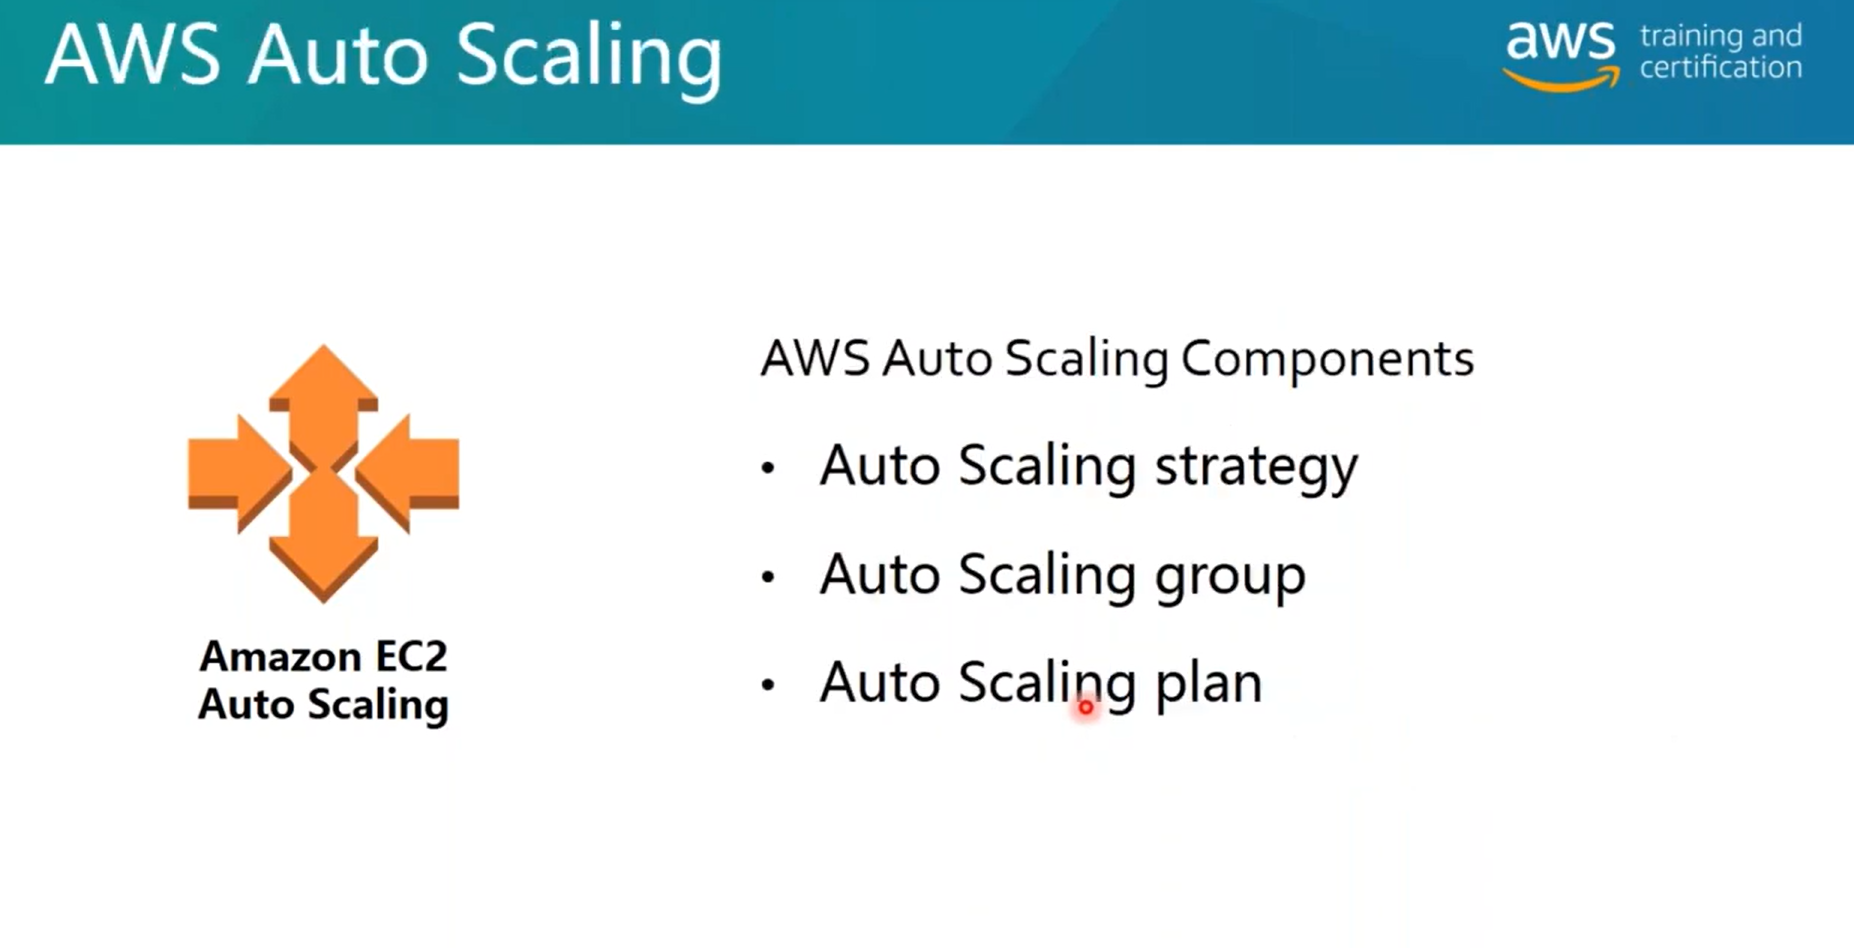 AWS Auto Scaling
aws
training and
certification
AWS Auto Scaling Components
• Auto Scaling strategy
• Auto Scaling group
• Auto Scaling plan
Amazon EC2
Auto Scaling